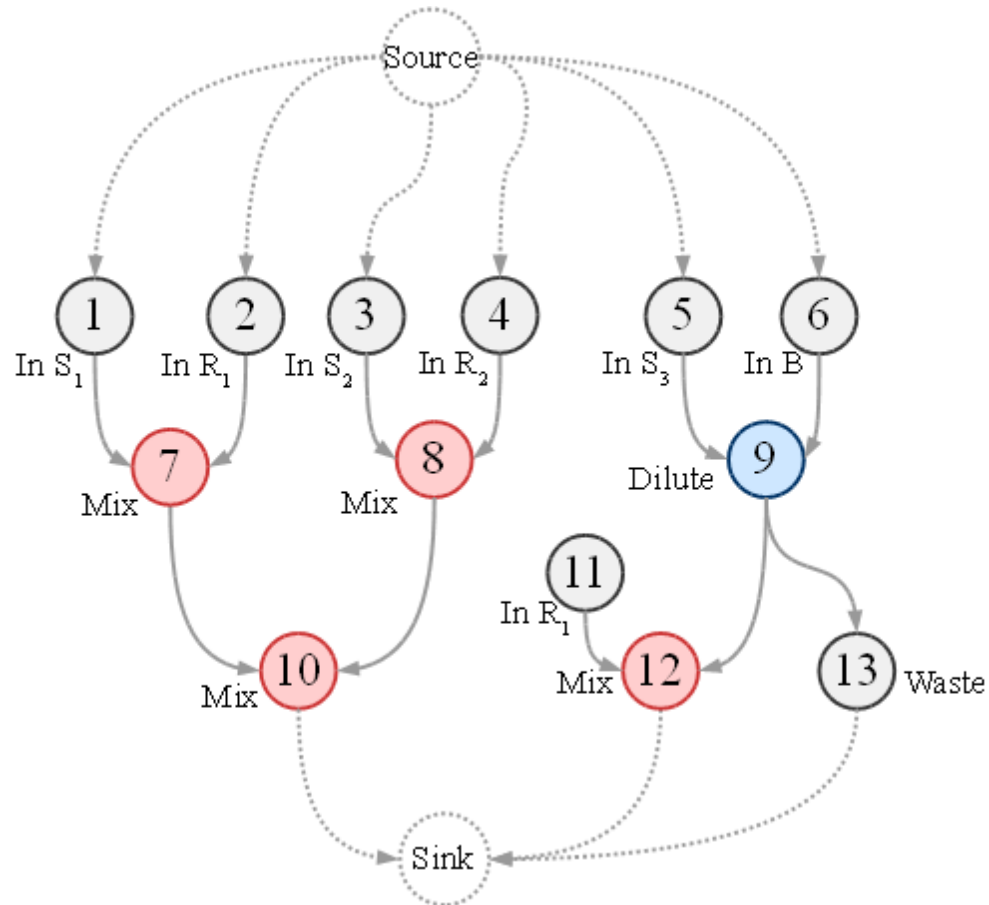 Source
1
2
3
4
5
6
In S₁
In R₁
In S₂
In R₂
In S₃
In B
7
8
9
Mix
Mix
Dilute
11
In R₁
10
12
13
Mix
Mix
Waste
Sink